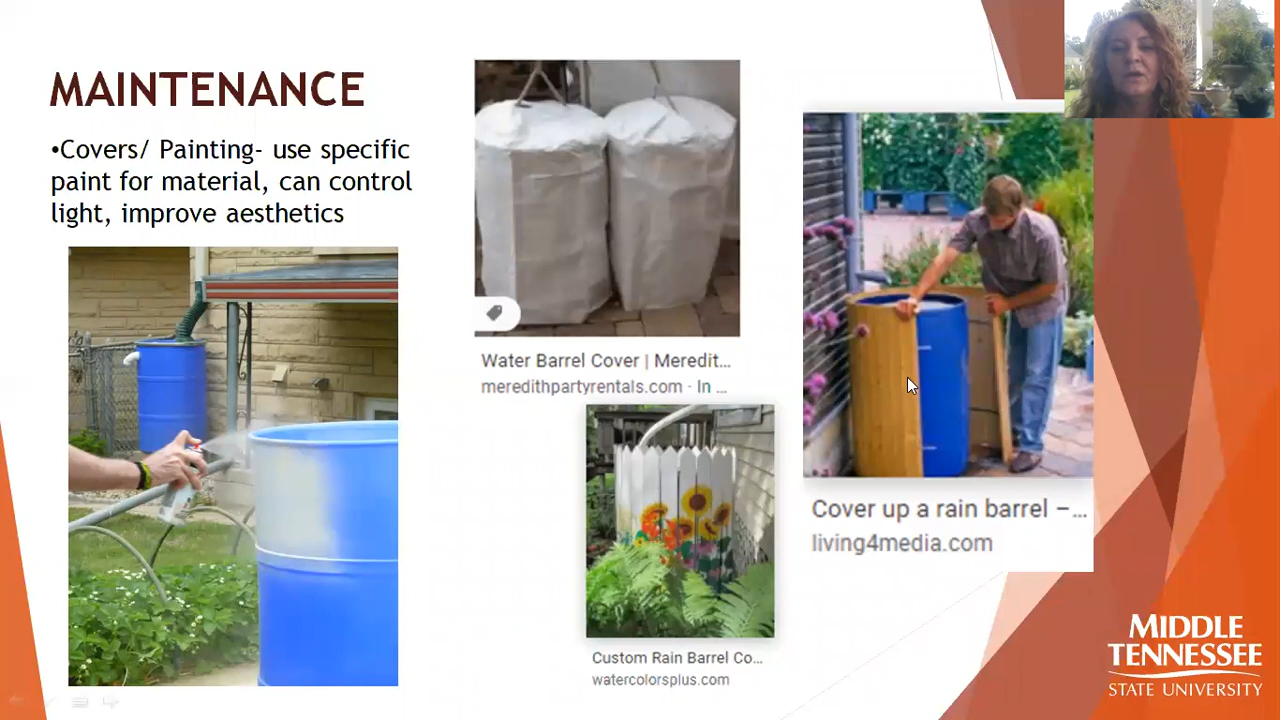 MAINTENANCE
•Covers/ Painting- use specific
paint for material, can control
light, improve aesthetics
Water Barrel Cover | Meredit...
meredithpartyrentals.com · In ...
Cover up a rain barrel –...
living4media.com
Custom Rain Barrel Co...
watercolorsplus.com
MIDDLE
TENNESSEE
STATE UNIVERSITY